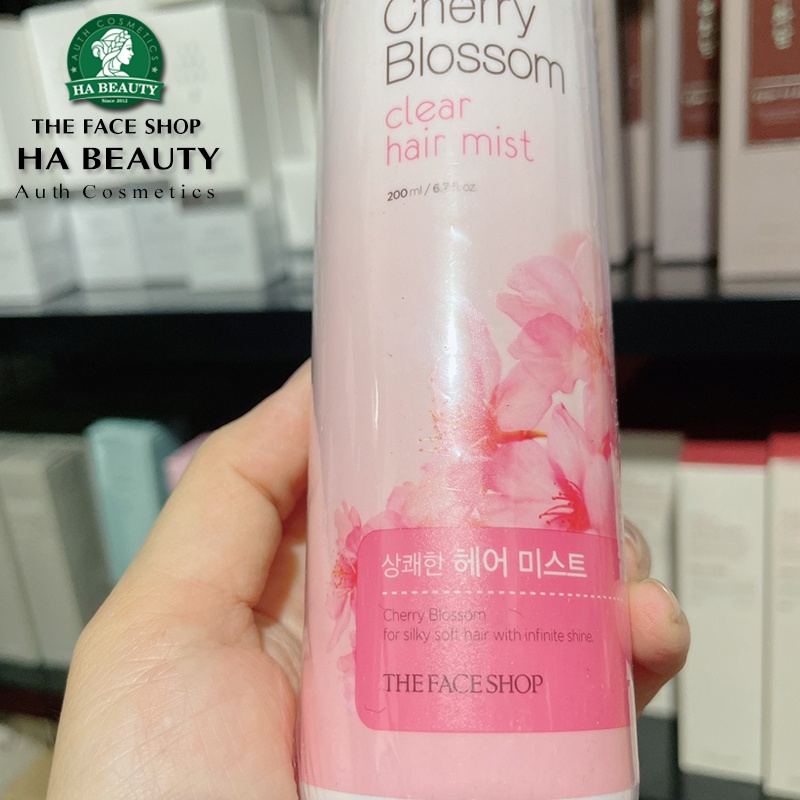 AUTH COSMETICS
HA BEAUTY
Since 2012
THE FACE SHOP
HA BEAUTY
Auth Cosmetics
Cherry
Blossom
clear
hair mist
200ml / 6.7 fl.oz.
상쾌한 헤어 미스트
Cherry Blossom
for silky soft hair with infinite shine.
THE FACE SHOP